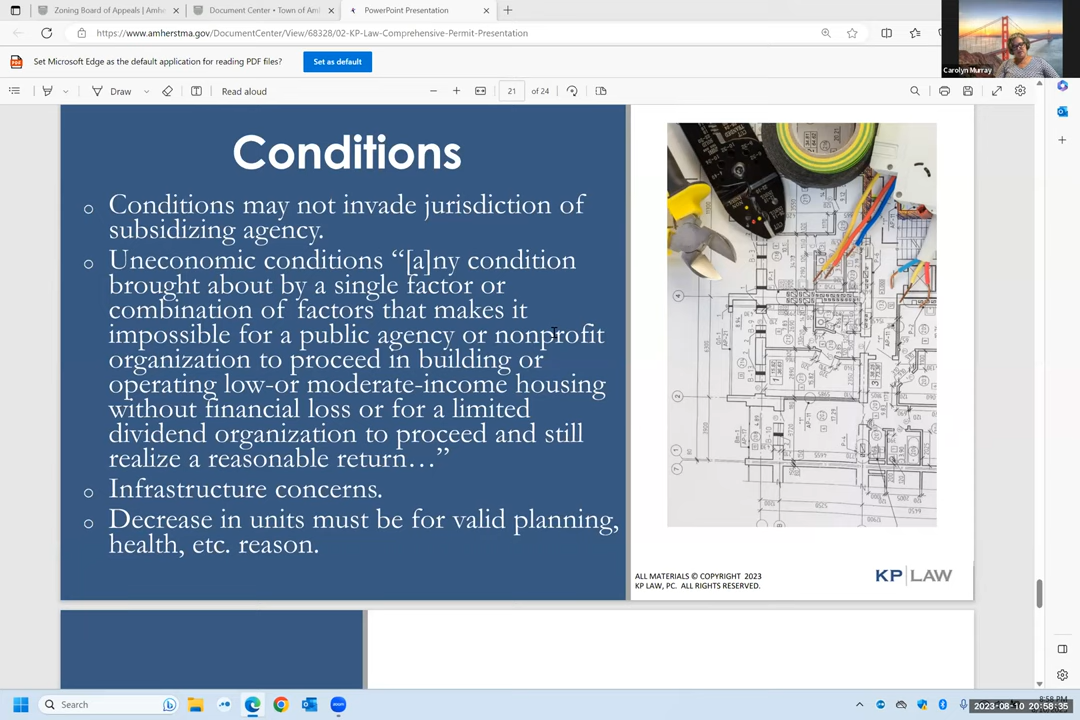 Zoning Board of Appeals | Amhe
Document Center • Town of Aml
PowerPoint Presentation
https://www.amherstma.gov/DocumentCenter/View/68328/02-KP-Law-Comprehensive-Permit-Presentation
Carolyn Murray
Set Microsoft Edge as the default application for reading PDF files?
Set as default
Draw
Read aloud
21
of 24
Conditions
Conditions may not invade jurisdiction of
subsidizing agency.
Uneconomic conditions “[a]ny condition
brought about by a single factor or
combination of factors that makes it
impossible for a public agency or nonprofit
organization to proceed in building or
operating low-or moderate-income housing
without financial loss or for a limited
dividend organization to proceed and still
realize a reasonable return…”
Infrastructure concerns.
Decrease in units must be for valid planning,
health, etc. reason.
ALL MATERIALS © COPYRIGHT 2023
KP LAW, PC. ALL RIGHTS RESERVED.
KP | LAW
Search
8:58 PM
2023-08-10 20:58:35